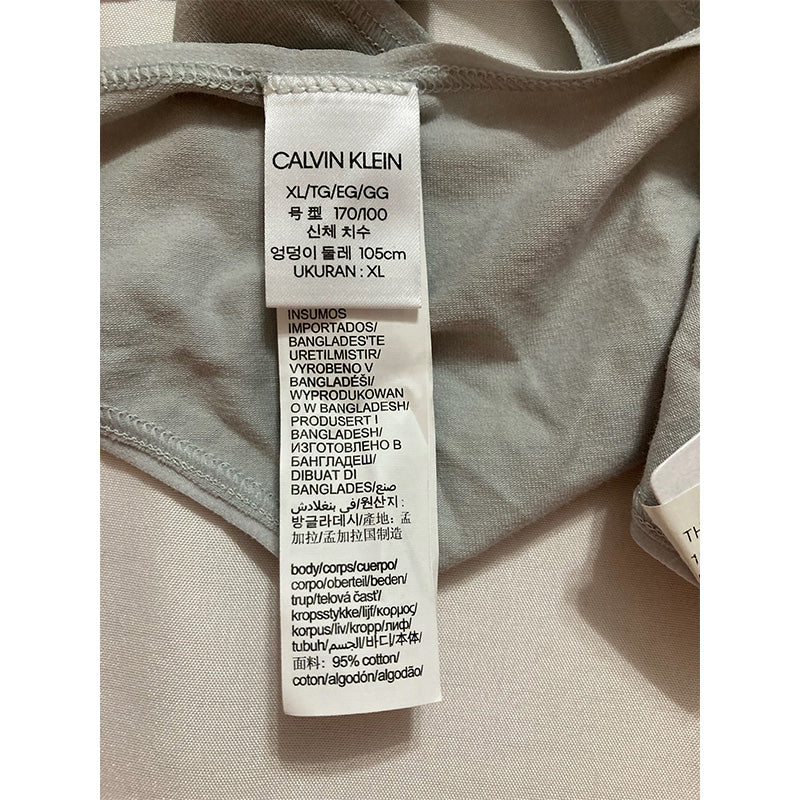 CALVIN KLEIN
XL/TG/EG/GG
号型 170/100
신체 치수
엉덩이 둘레 105cm
UKURAN : XL
INSUMOS
IMPORTADOS/
BANGLADEŞ'TE
URETILMISTIR/
VYROBENO V
BANGLADÉŠI/
WYPRODUKOWAN
O W BANGLADESH/
PRODUSERT I
BANGLADESH/
ИЗГОТОВЛЕНО В
БАНГЛАДЕШ/
DIBUAT DI
BANGLADES/صنع
في بنغلادش/원산지:
방글라데시/產地: 孟
加拉/孟加拉国制造
body/corps/cuerpo/
corpo/oberteil/beden/
trup/telová časť/
kropsstykke/lijf/κορμος/
korpus/liv/kropp/лиф/
tubuh/الجسم/바디/本体/
面料: 95% cotton/
coton/algodón/algodão/
TH